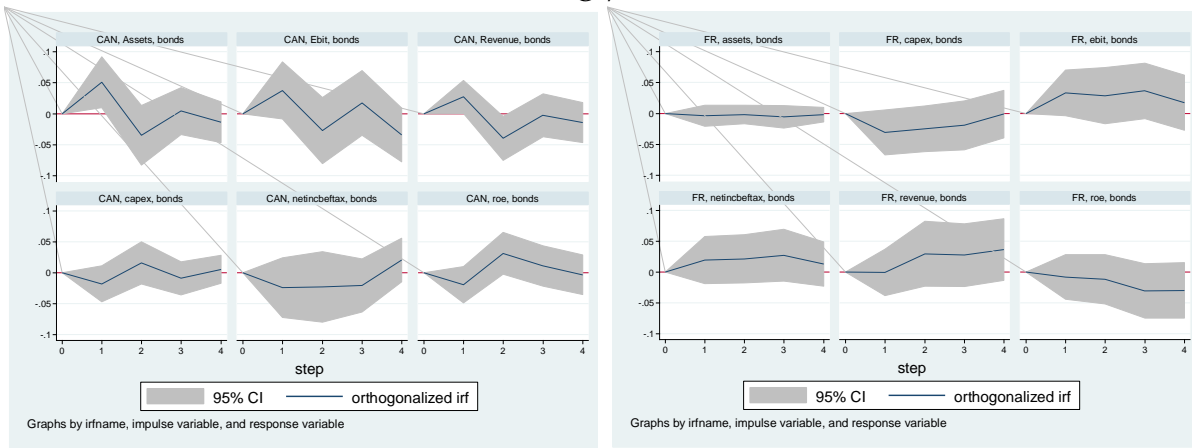 CAN, Assets, bonds CAN, Ebit, bonds CAN, Revenue, bonds
.1
.05
0
-.05
-.1
CAN, capex, bonds CAN, netincbeftax, bonds CAN, roe, bonds
.1
.05
0
-.05
-.1
0 1 2 3 4 0 1 2 3 4 0 1 2 3 4
step
95% CI orthogonalized irf
Graphs by irfname, impulse variable, and response variable
FR, assets, bonds FR, capex, bonds FR, ebit, bonds
.1
.05
0
-.05
-.1
FR, netincbeftax, bonds FR, revenue, bonds FR, roe, bonds
.1
.05
0
-.05
-.1
0 1 2 3 4 0 1 2 3 4 0 1 2 3 4
step
95% CI orthogonalized irf
Graphs by irfname, impulse variable, and response variable